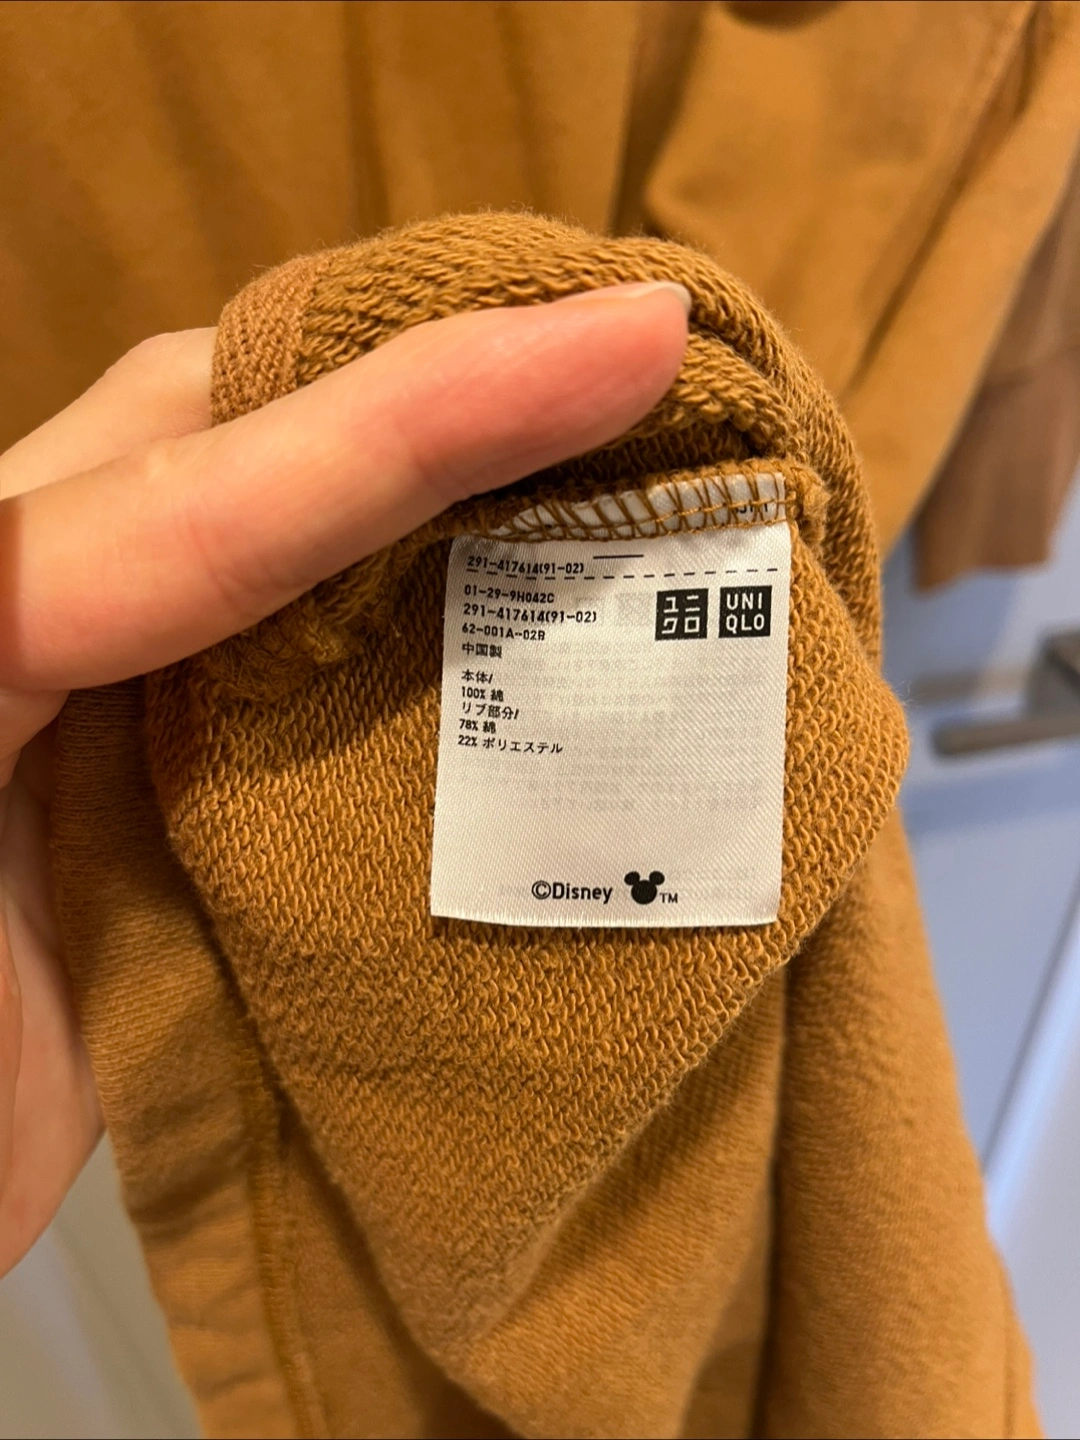 291-417614(91-02)
01-29-9H042C
291-417614(91-02)
62-001A-02B
中国製
ユニ
クロ
UNI
QLO
本体/
100% 綿
リブ部分/
78% 綿
22% ポリエステル
©Disney TM